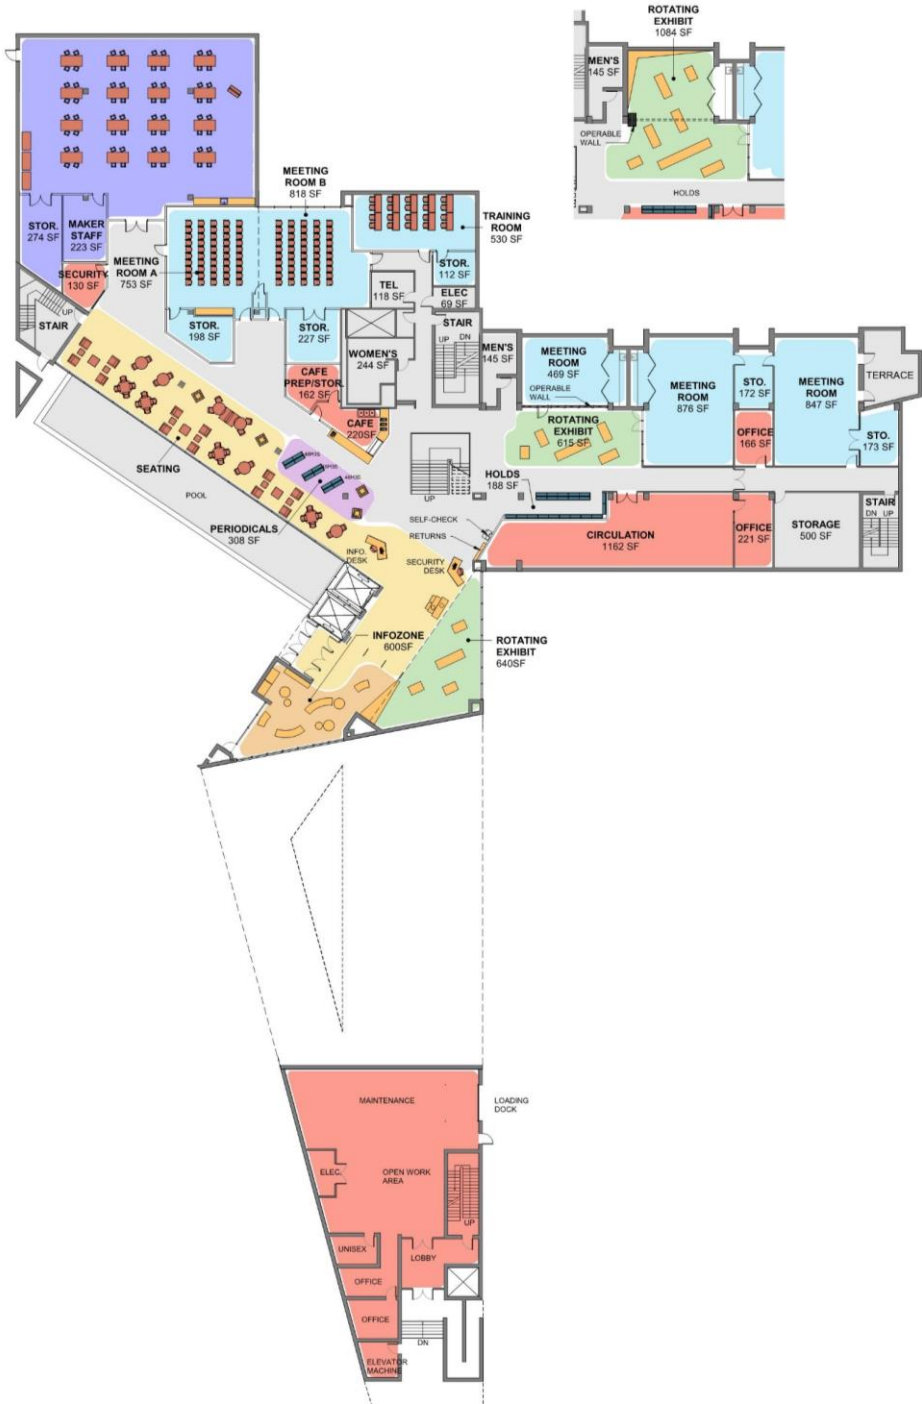 ROTATING
EXHIBIT
1084 SF
MEN'S
145 SF
OPERABLE
WALL
HOLDS
MEETING
ROOM B
818 SF
TRAINING
ROOM
530 SF
STOR.
274 SF
MAKER
STAFF
223 SF
SECURITY
130 SF
MEETING
ROOM A
753 SF
STOR.
112 SF
TEL
118 SF
ELEC
69 SF
UP
STAIR
STOR.
198 SF
STOR.
227 SF
STAIR
UP
DN
WOMEN'S
244 SF
MEN'S
145 SF
MEETING
ROOM
469 SF
OPERABLE
WALL
MEETING
ROOM
876 SF
STO.
172 SF
MEETING
ROOM
847 SF
TERRACE
CAFE
PREP/STOR.
162 SF
CAFE
220SF
ROTATING
EXHIBIT
615 SF
OFFICE
166 SF
STO.
173 SF
SEATING
POOL
UP
HOLDS
188 SF
PERIODICALS
308 SF
SELF-CHECK
RETURNS
CIRCULATION
1162 SF
OFFICE
221 SF
STORAGE
500 SF
STAIR
DN
UP
INFO.
DESK
SECURITY
DESK
INFOZONE
600SF
ROTATING
EXHIBIT
640SF
MAINTENANCE
LOADING
DOCK
ELEC.
OPEN WORK
AREA
UP
UNISEX
LOBBY
OFFICE
OFFICE
DN
ELEVATOR
MACHINE